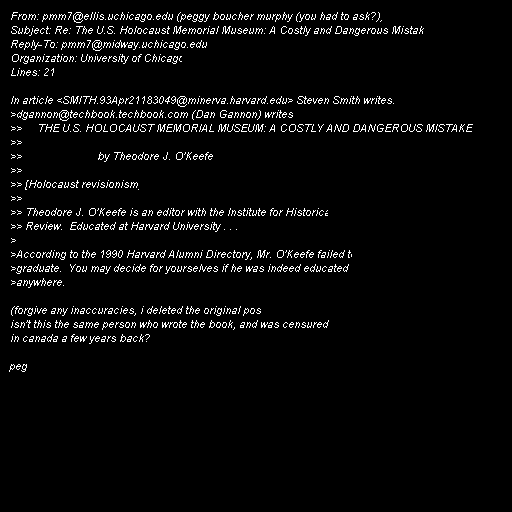 From: pmm7@ellis.uchicago.edu (peggy boucher murphy (you had to ask?)
Subject: Re: The U.S. Holocaust Memorial Museum: A Costly and Dangerous Mistak
Reply-To: pmm7@midway.uchicago.edu
Organization: University of Chicago
Lines: 21

In article <SMITH.93Apr21183049@minerva.harvard.edu> Steven Smith writes.
>dgannon@techbook.techbook.com (Dan Gannon) writes
>> THE U.S. HOLOCAUST MEMORIAL MUSEUM: A COSTLY AND DANGEROUS MISTAKE
>>
>> by Theodore J. O'Keefe
>>
>> [Holocaust revisionism]
>>
>> Theodore J. O'Keefe is an editor with the Institute for Historica
>> Review. Educated at Harvard University . . .
>
>According to the 1990 Harvard Alumni Directory, Mr. O'Keefe failed to
>graduate. You may decide for yourselves if he was indeed educated
>anywhere.

(forgive any inaccuracies, i deleted the original pos
isn't this the same person who wrote the book, and was censured
in canada a few years back?

peg